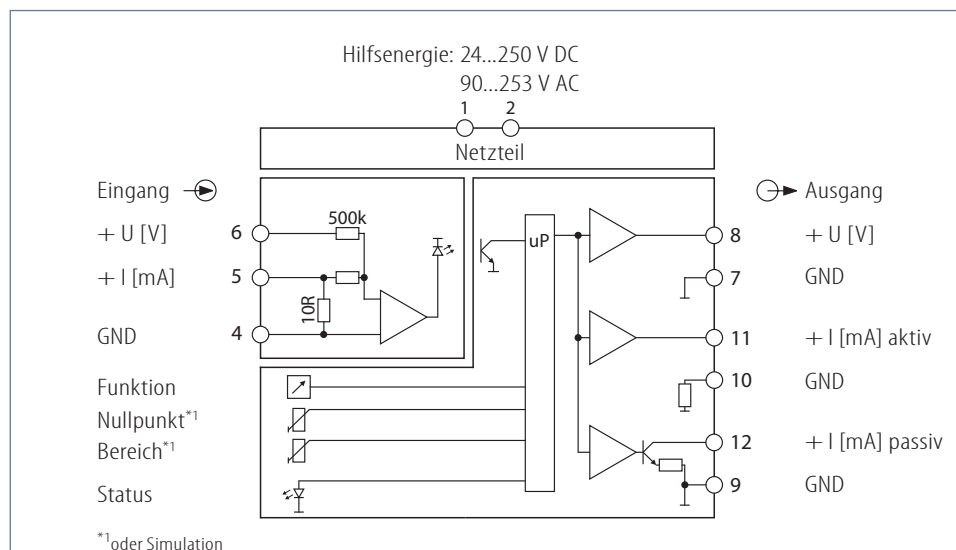 Hilfsenergie: 24...250 V DC
90...253 V AC
1 2
Netzteil
Eingang
Ausgang
+ U [V] 6 500k
8 + U [V]
+ I [mA] 5
7 GND
10R
GND 4
uP
11 + I [mA] aktiv
10 GND
Funktion
Nullpunkt*1
Bereich*1
12 + I [mA] passiv
Status
9 GND
*1oder Simulation